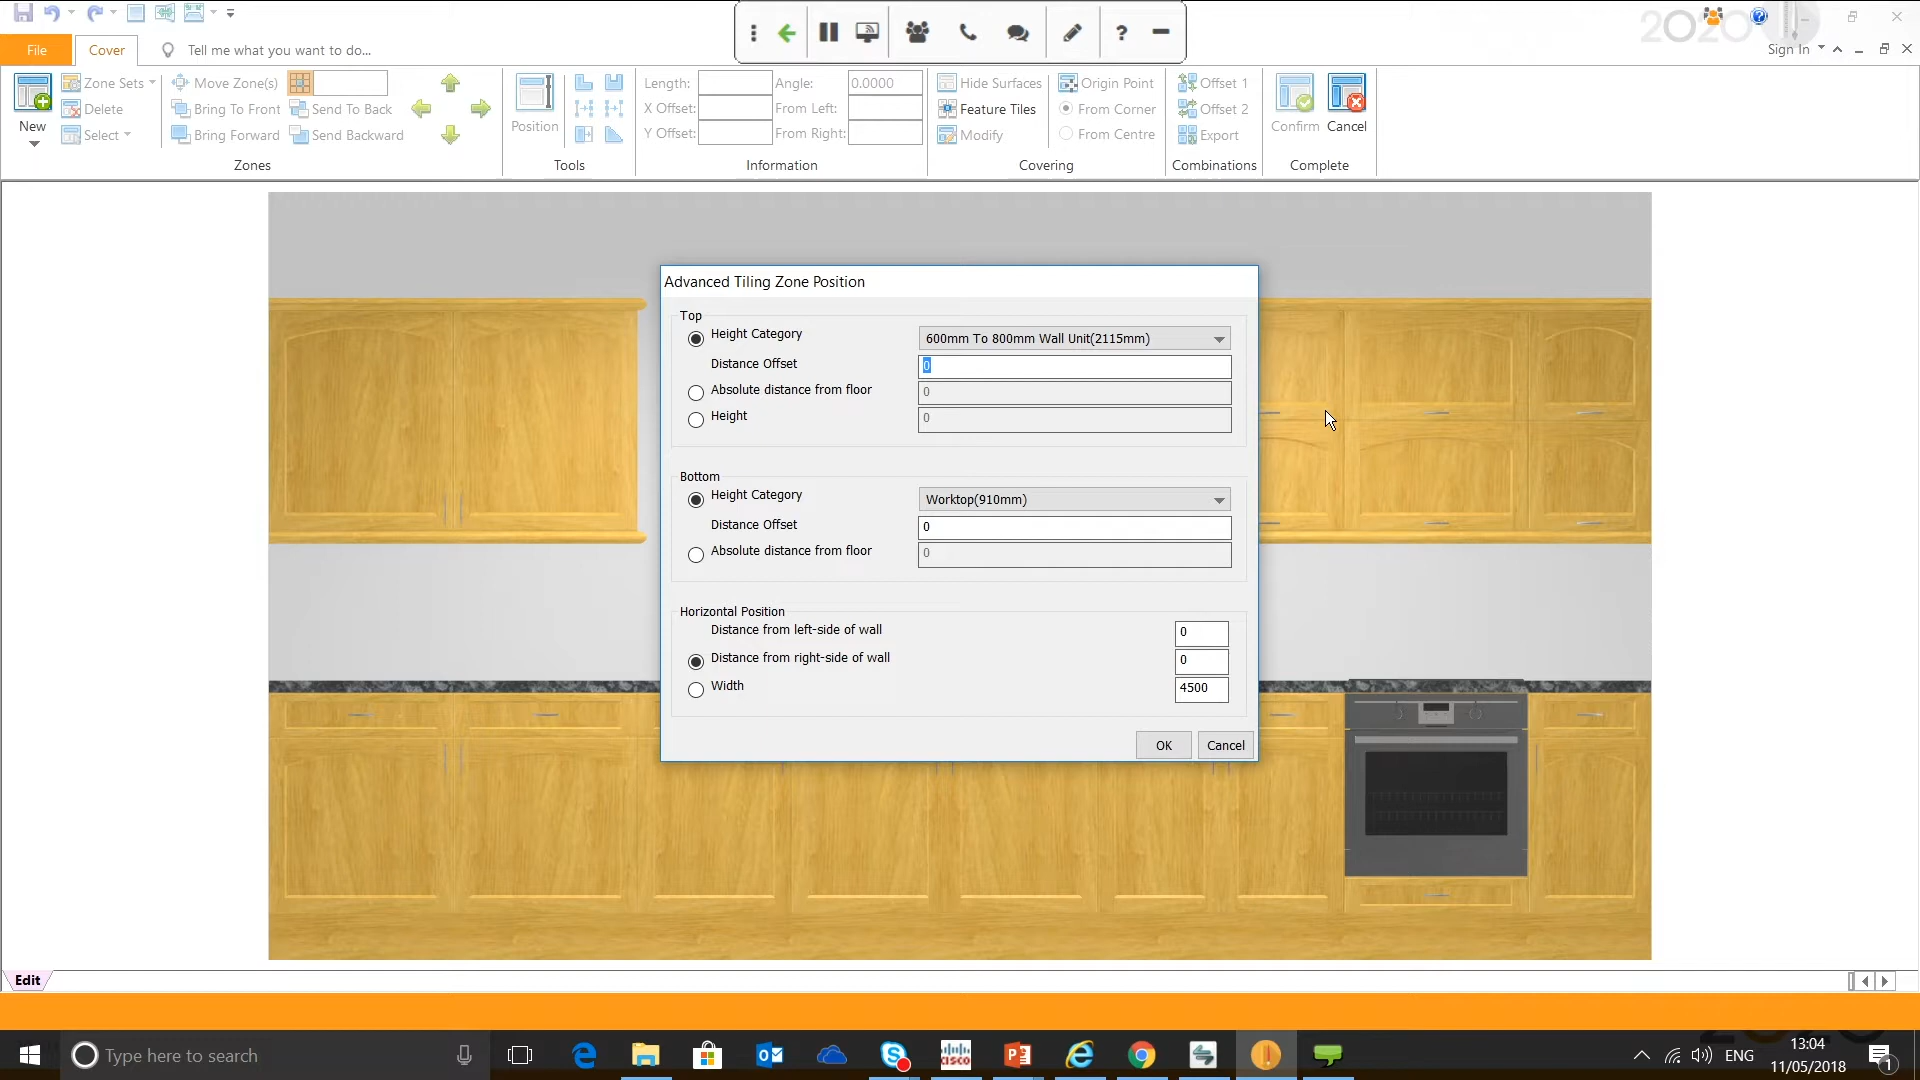 2020
Sign In
File
Cover
Tell me what you want to do...
New
Zone Sets
Delete
Select
Move Zone(s)
Bring To Front
Send To Back
Bring Forward
Send Backward
Zones
Position
Tools
Length:
X Offset:
Y Offset:
Angle:
0.0000
From Left:
From Right:
Information
Hide Surfaces
Feature Tiles
Modify
Origin Point
From Corner
From Centre
Covering
Offset 1
Offset 2
Export
Combinations
Confirm
Cancel
Complete
Advanced Tiling Zone Position
Top
Height Category
600mm To 800mm Wall Unit(2115mm)
Distance Offset
0
Absolute distance from floor
0
Height
0
Bottom
Height Category
Worktop(910mm)
Distance Offset
0
Absolute distance from floor
0
Horizontal Position
Distance from left-side of wall
0
Distance from right-side of wall
0
Width
4500
OK
Cancel
Edit
Type here to search
CISCO
ENG
13:04
11/05/2018
1